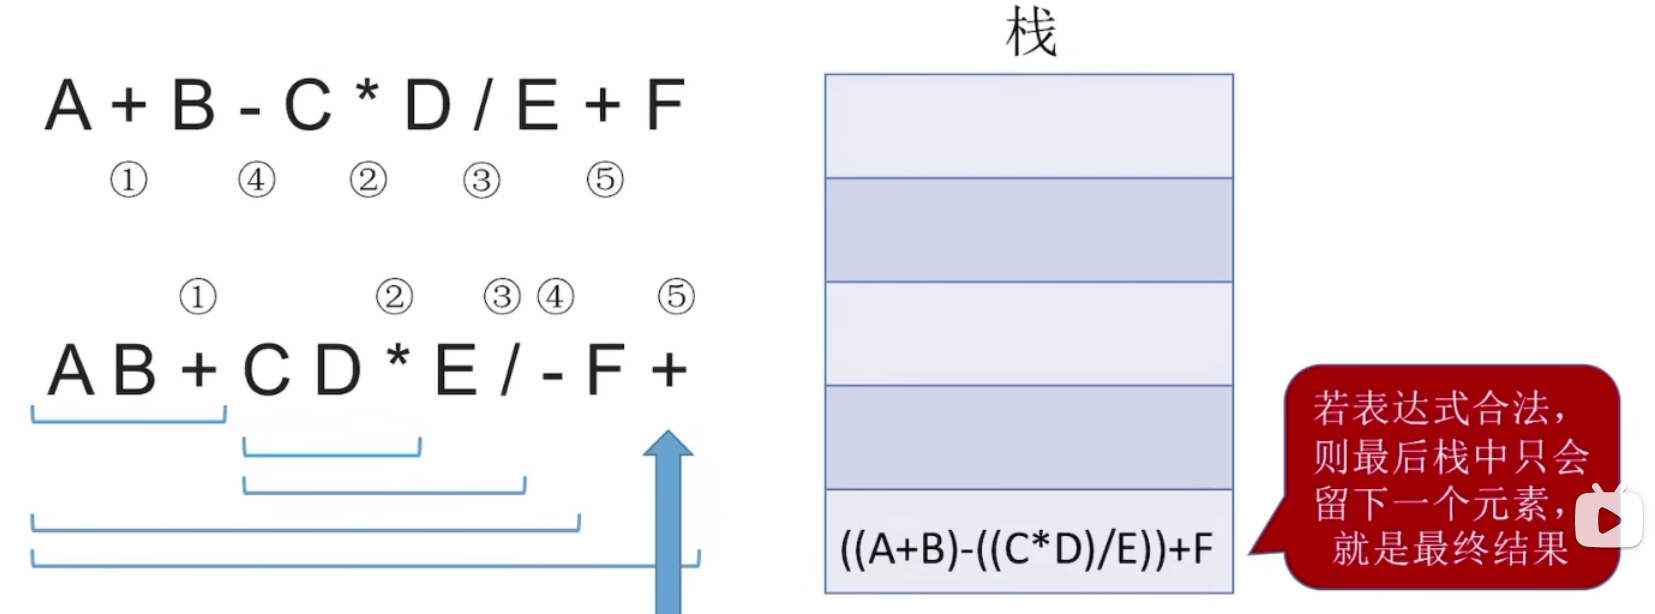 栈
A + B - C * D / E + F
① ④ ② ③ ⑤
① ② ③ ④ ⑤
A B + C D * E / - F +
((A+B)-((C*D)/E))+F
若表达式合法，
则最后栈中只会
留下一个元素，
就是最终结果